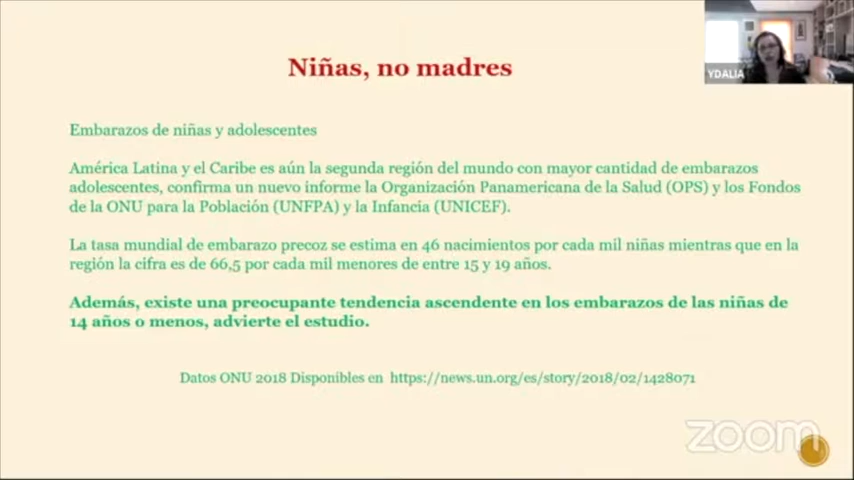 Niñas, no madres
YDALIA
Embarazos de niñas y adolescentes
América Latina y el Caribe es aún la segunda región del mundo con mayor cantidad de embarazos
adolescentes, confirma un nuevo informe la Organización Panamericana de la Salud (OPS) y los Fondos
de la ONU para la Población (UNFPA) y la Infancia (UNICEF).
La tasa mundial de embarazo precoz se estima en 46 nacimientos por cada mil niñas mientras que en la
región la cifra es de 66,5 por cada mil menores de entre 15 y 19 años.
Además, existe una preocupante tendencia ascendente en los embarazos de las niñas de
14 años o menos, advierte el estudio.
Datos ONU 2018 Disponibles en https://news.un.org/es/story/2018/02/1428071
zoom